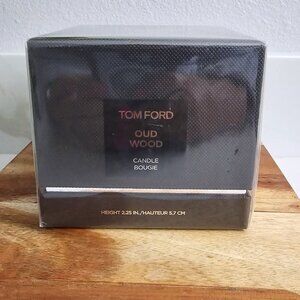 TOM FORD
OUD
WOOD
CANDLE
BOUGIE
HEIGHT 2.25 IN./HAUTEUR 5.7 CM